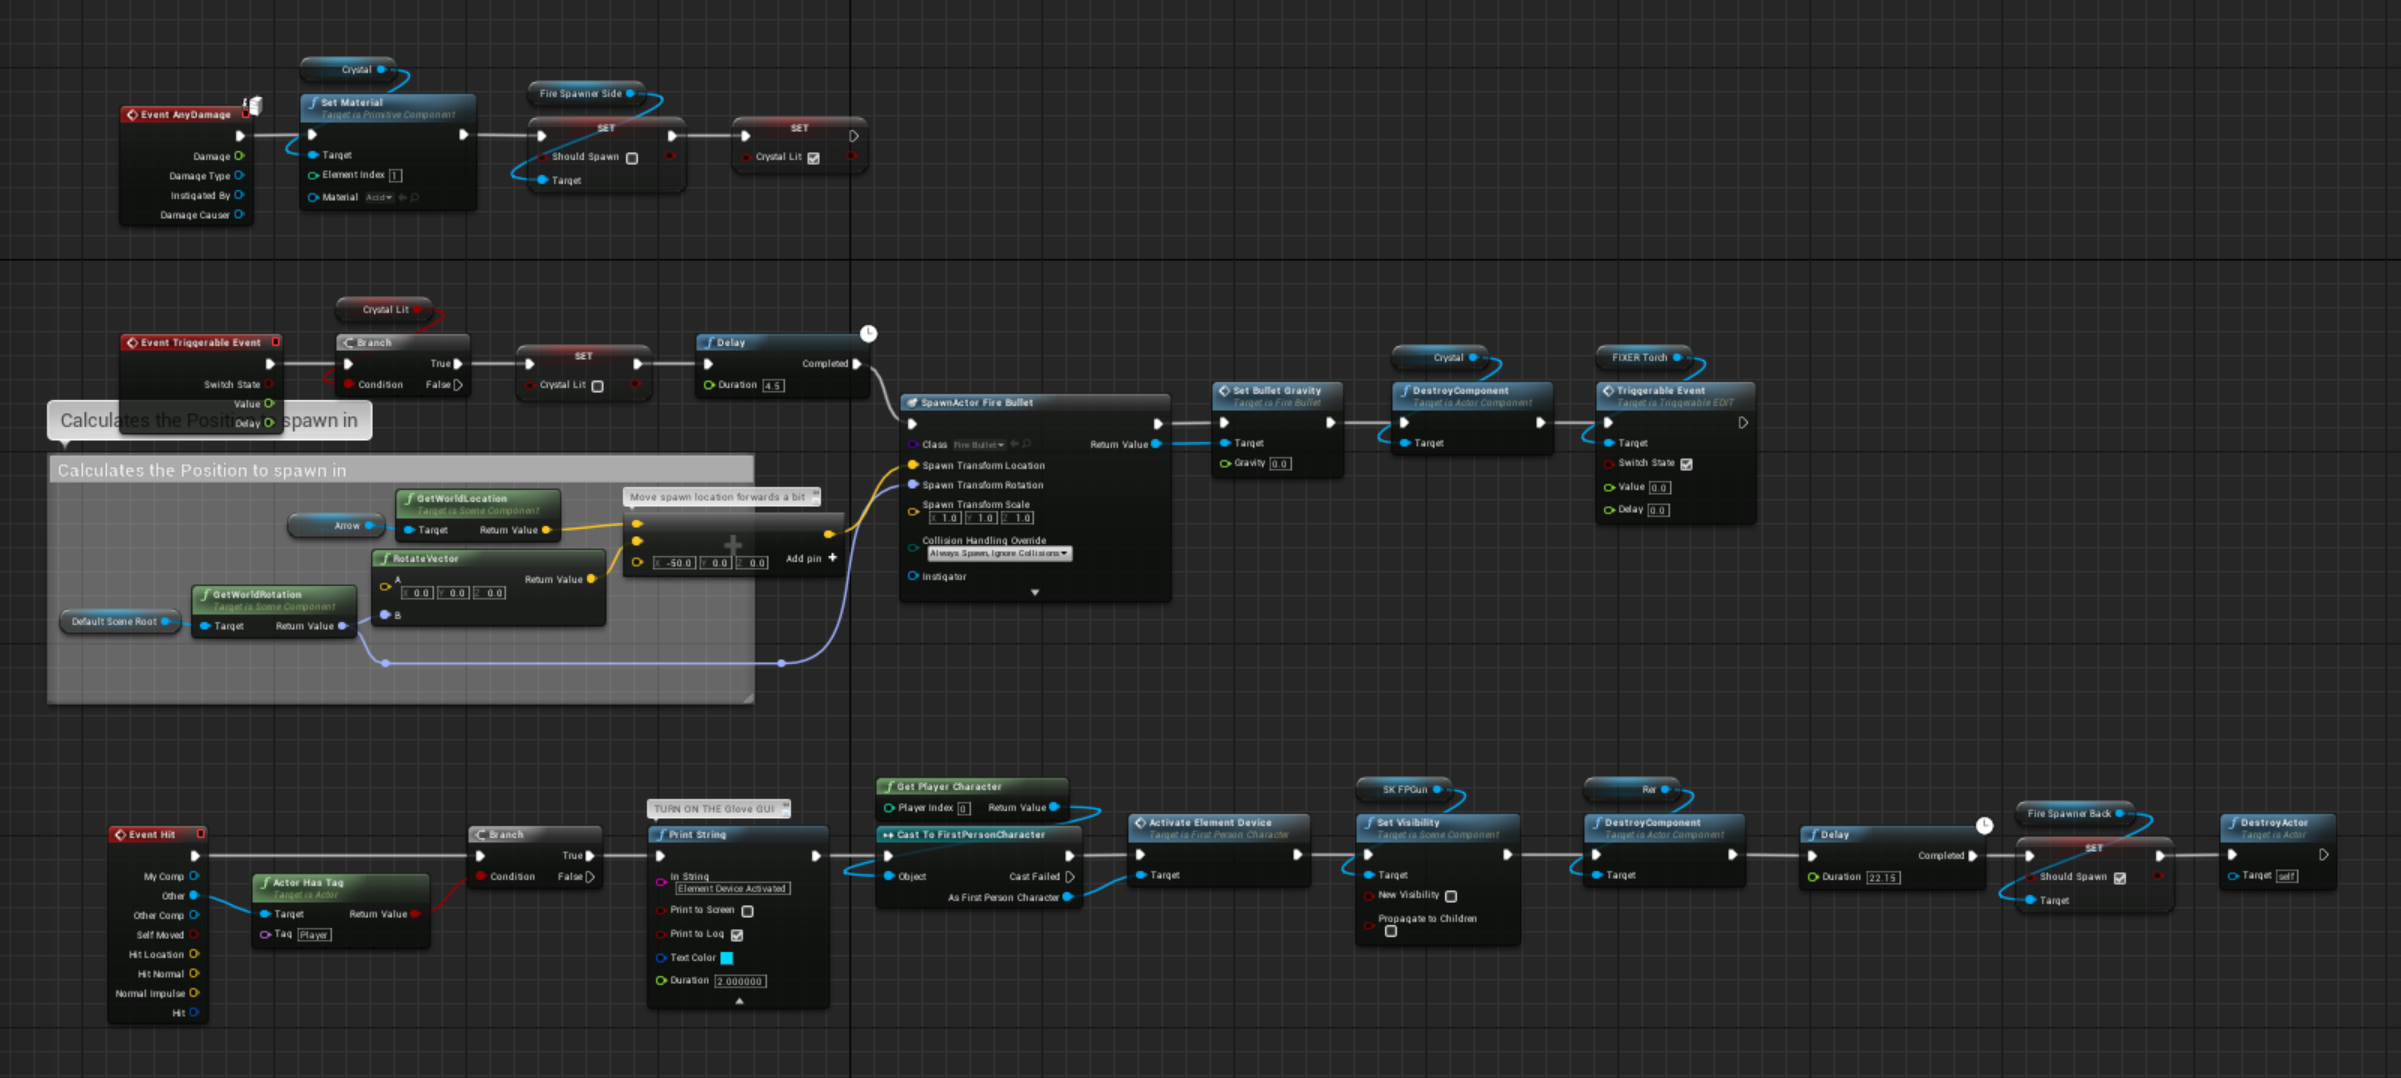 Crystal
Fire Spawner Side
Event AnyDamage
Damage
Damage Type
Instigated By
Damage Causer
Set Material
Target is Primitive Component
Target
Element Index 1
Material Acid
SET
Should Spawn
Target
SET
Crystal Lit
Crystal Lit
Event Triggerable Event
Switch State
Value
Delay
Branch
True
Condition
False
SET
Crystal Lit
Delay
Completed
Duration 4.5
Calculates the Position to spawn in
Calculates the Position to spawn in
Arrow
GetWorldLocation
Target is Scene Component
Target
Return Value
Move spawn location forwards a bit
X -50.0 Y 0.0 Z 0.0
Add pin
RotateVector
A
X 0.0 Y 0.0 Z 0.0
Return Value
B
Default Scene Root
GetWorldRotation
Target is Scene Component
Target
Return Value
SpawnActor Fire Bullet
Class Fire Bullet
Return Value
Spawn Transform Location
Spawn Transform Rotation
Spawn Transform Scale
X 1.0 Y 1.0 Z 1.0
Collision Handling Override
Always Spawn, Ignore Collisions
Instigator
Set Bullet Gravity
Target is Fire Bullet
Target
Gravity 0.0
Crystal
DestroyComponent
Target is Actor Component
Target
FIXER Torch
Triggerable Event
Target is Triggerable EDIT
Target
Switch State
Value 0.0
Delay 0.0
Event Hit
My Comp
Other
Other Comp
Self Moved
Hit Location
Hit Normal
Normal Impulse
Hit
Actor Has Tag
Target is Actor
Target
Return Value
Tag Player
Branch
True
Condition
False
TURN ON THE Glove GUI
Print String
In String
Element Device Activated
Print to Screen
Print to Log
Text Color
Duration 2.000000
Get Player Character
Player Index 0
Return Value
Cast To FirstPersonCharacter
Object
Cast Failed
As First Person Character
Activate Element Device
Target is First Person Character
Target
SK FPGun
Set Visibility
Target is Scene Component
Target
New Visibility
Propagate to Children
Rer
DestroyComponent
Target is Actor Component
Target
Delay
Completed
Duration 22.15
Fire Spawner Back
SET
Should Spawn
Target
DestroyActor
Target is Actor
Target self